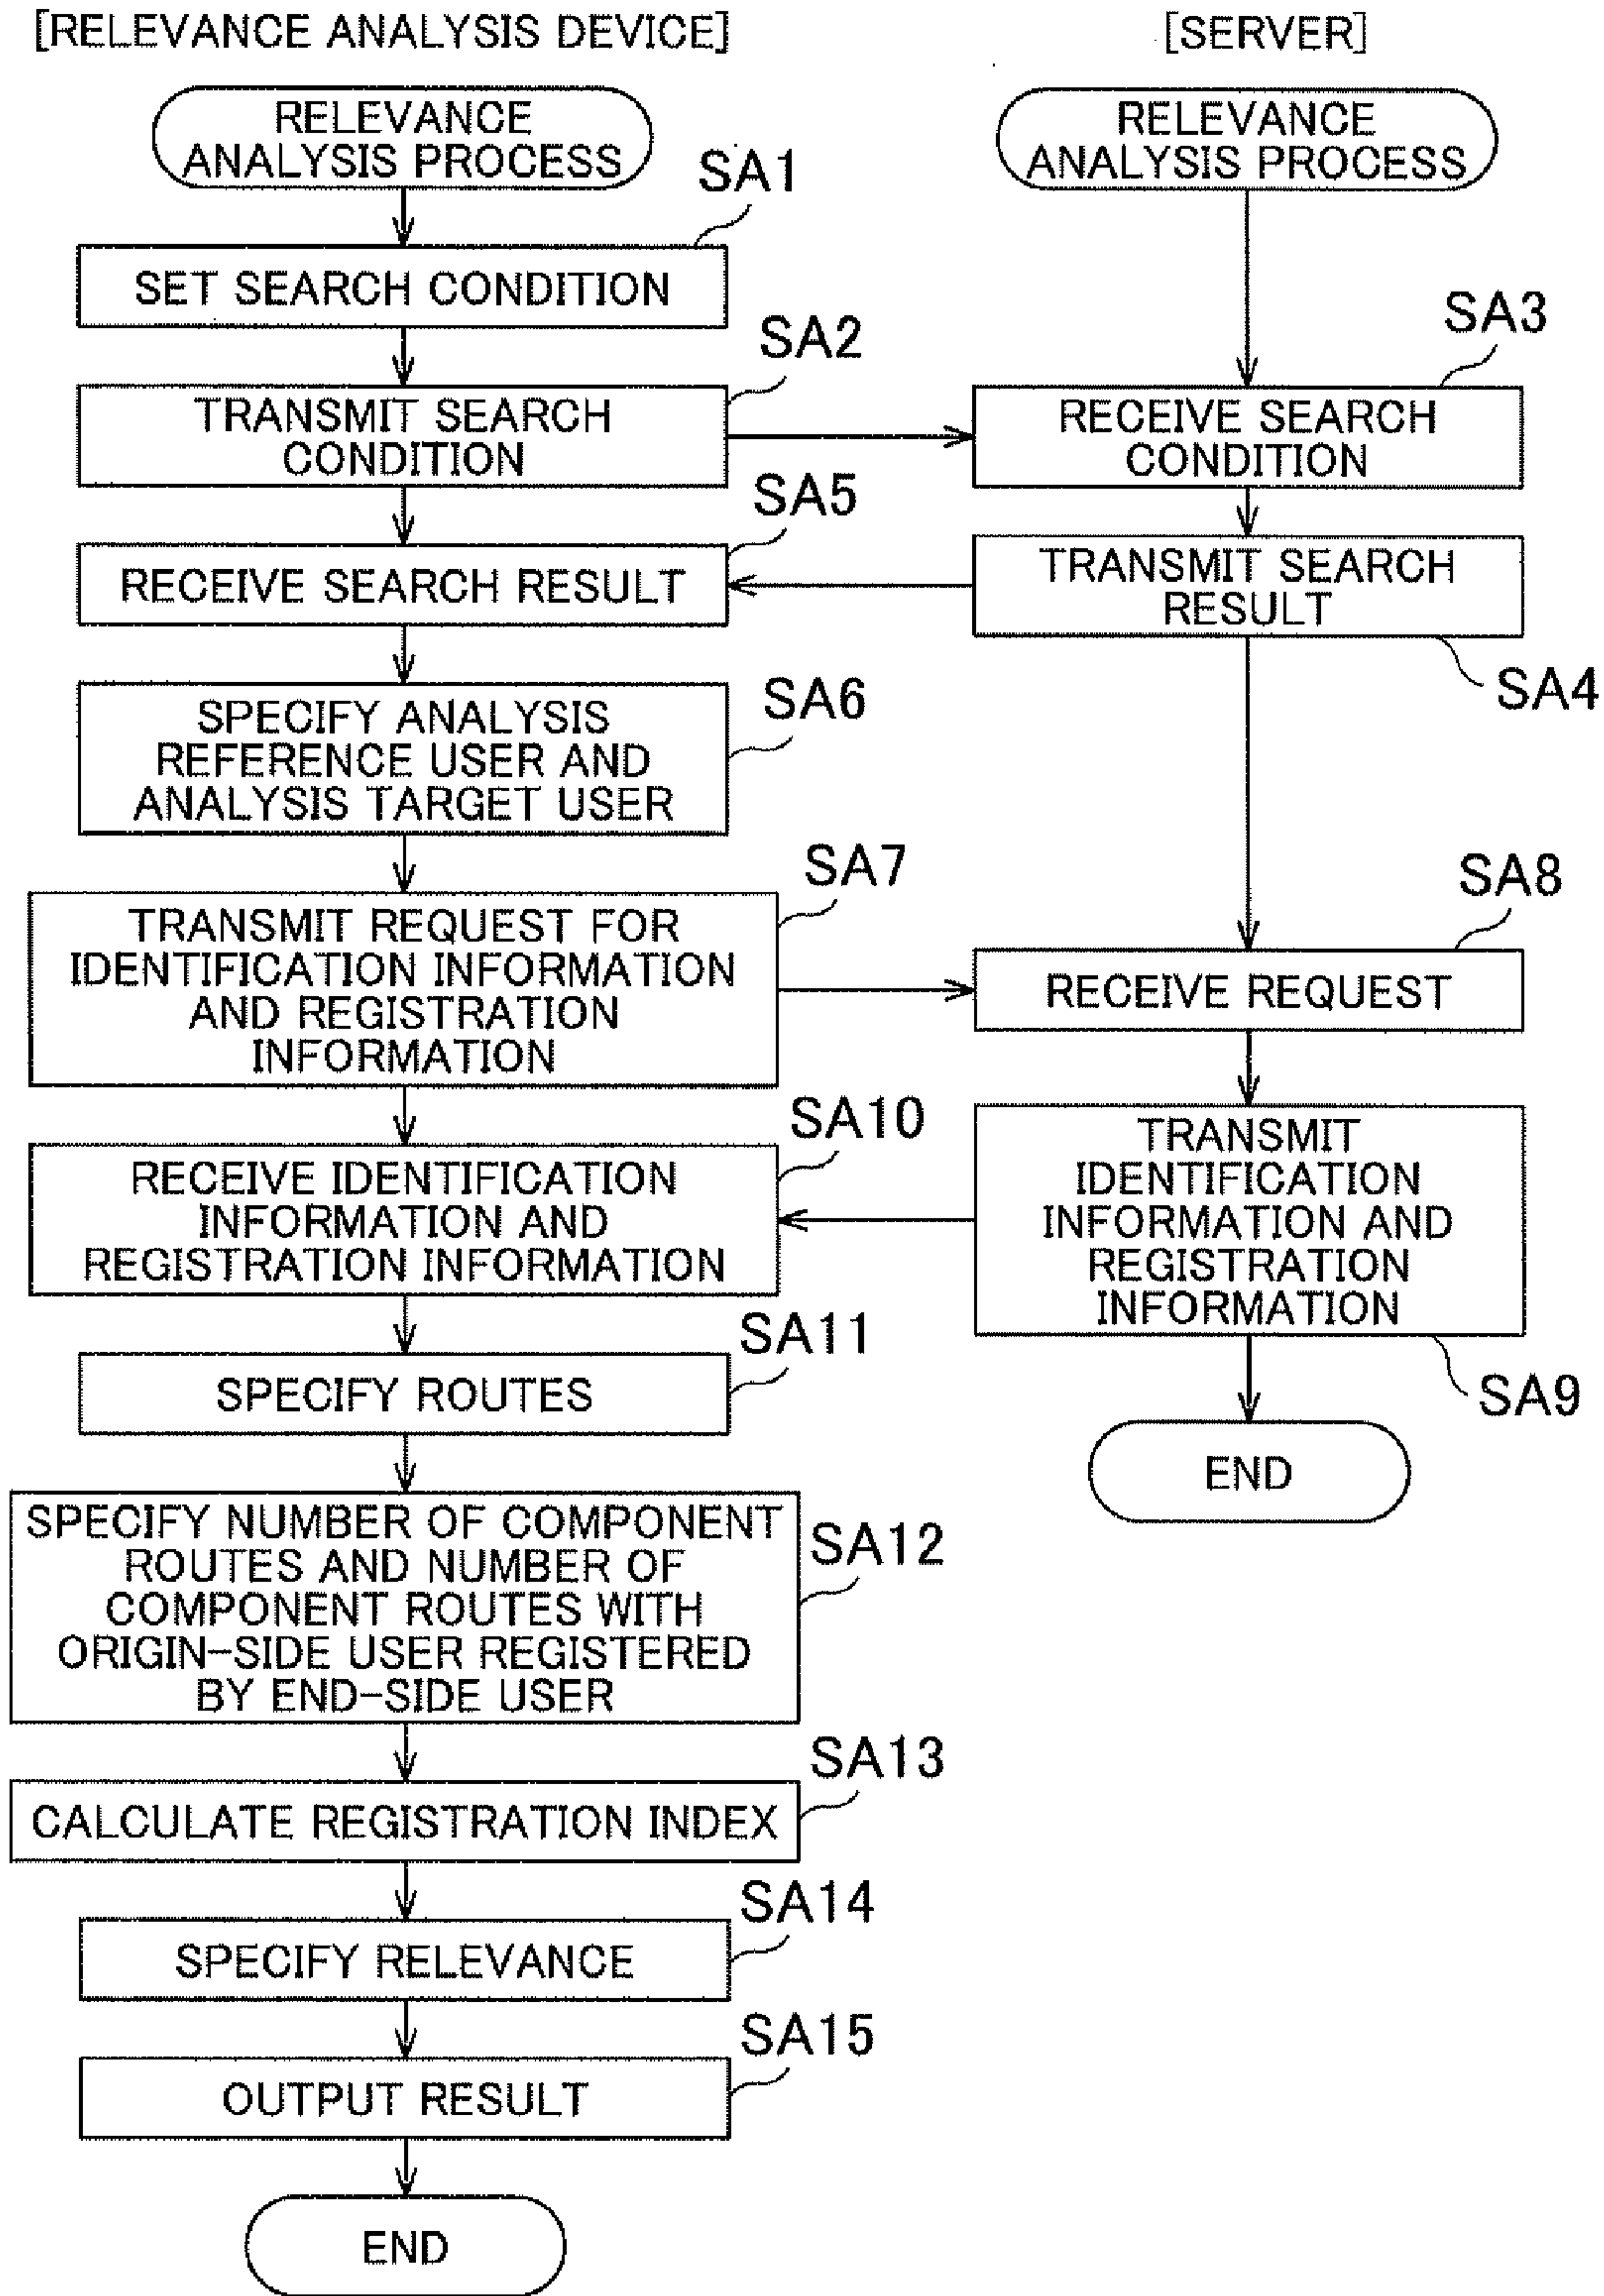 [RELEVANCE ANALYSIS DEVICE]
[SERVER]
RELEVANCE
ANALYSIS PROCESS
RELEVANCE
ANALYSIS PROCESS
SA1
SET SEARCH CONDITION
SA2
TRANSMIT SEARCH
CONDITION
SA3
RECEIVE SEARCH
CONDITION
SA5
RECEIVE SEARCH RESULT
TRANSMIT SEARCH
RESULT
SA4
SA6
SPECIFY ANALYSIS
REFERENCE USER AND
ANALYSIS TARGET USER
SA7
TRANSMIT REQUEST FOR
IDENTIFICATION INFORMATION
AND REGISTRATION
INFORMATION
SA8
RECEIVE REQUEST
SA10
RECEIVE IDENTIFICATION
INFORMATION AND
REGISTRATION INFORMATION
TRANSMIT
IDENTIFICATION
INFORMATION AND
REGISTRATION
INFORMATION
SA9
END
SA11
SPECIFY ROUTES
SPECIFY NUMBER OF COMPONENT
ROUTES AND NUMBER OF
COMPONENT ROUTES WITH
ORIGIN-SIDE USER REGISTERED
BY END-SIDE USER
SA12
SA13
CALCULATE REGISTRATION INDEX
SA14
SPECIFY RELEVANCE
SA15
OUTPUT RESULT
END